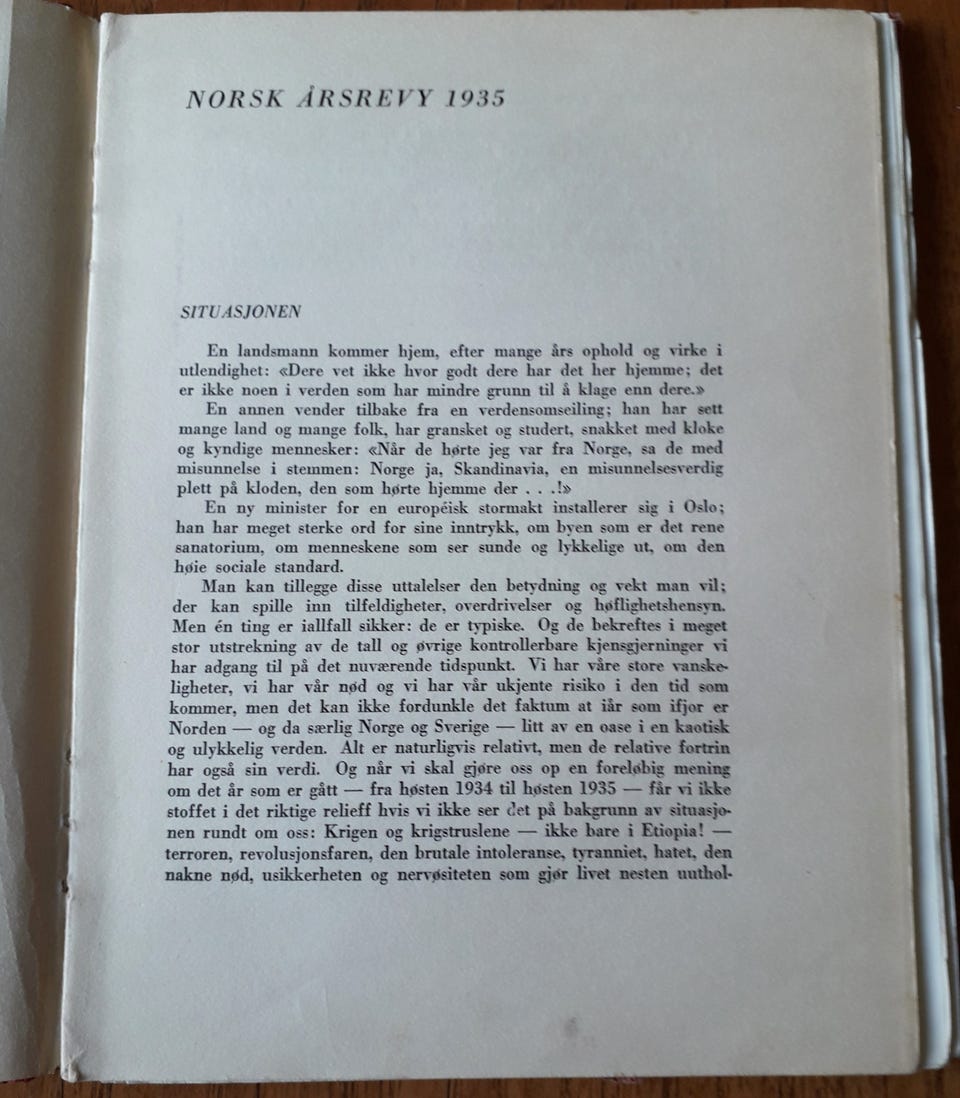 NORSK ÅRSREVY 1935
SITUASJONEN
En landsmann kommer hjem, efter mange års ophold og virke i
utlendighet: «Dere vet ikke hvor godt dere har det her hjemme; det
er ikke noen i verden som har mindre grunn til å klage enn dere.»
En annen vender tilbake fra en verdensomseiling; han har sett
mange land og mange folk, har gransket og studert, snakket med kloke
og kyndige mennesker: «Når de hørte jeg var fra Norge, sa de med
misunnelse i stemmen: Norge ja, Skandinavia, en misunnelsesverdig
plett på kloden, den som hørte hjemme der . . .!»
En ny minister for en européisk stormakt installerer sig i Oslo;
han har meget sterke ord for sine inntrykk, om byen som er det rene
sanatorium, om menneskene som ser sunde og lykkelige ut, om den
høie sociale standard.
Man kan tillegge disse uttalelser den betydning og vekt man vil;
der kan spille inn tilfeldigheter, overdrivelser og høflighetshensyn.
Men én ting er iallfall sikker: de er typiske. Og de bekreftes i meget
stor utstrekning av de tall og øvrige kontrollerbare kjensgjerninger vi
har adgang til på det nuværende tidspunkt. Vi har våre store vanske-
ligheter, vi har vår nød og vi har vår ukjente risiko i den tid som
kommer, men det kan ikke fordunkle det faktum at iår som ifjor er
Norden — og da særlig Norge og Sverige — litt av en oase i en kaotisk
og ulykkelig verden. Alt er naturligvis relativt, men de relative fortrin
har også sin verdi. Og når vi skal gjøre oss op en foreløbig mening
om det år som er gått — fra høsten 1934 til høsten 1935 — får vi ikke
stoffet i det riktige relieff hvis vi ikke ser det på bakgrunn av situasjo-
nen rundt om oss: Krigen og krigstruslene — ikke bare i Etiopia! —
terroren, revolusjonsfaren, den brutale intoleranse, tyranniet, hatet, den
nakne nød, usikkerheten og nervøsiteten som gjør livet nesten uuthol-